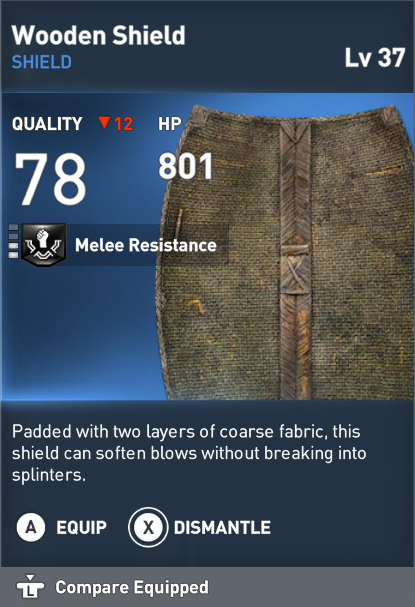 Wooden Shield
SHIELD
Lv 37
QUALITY ▼12 HP
78 801
Melee Resistance
Padded with two layers of coarse fabric, this
shield can soften blows without breaking into
splinters.
A EQUIP X DISMANTLE
L Compare Equipped